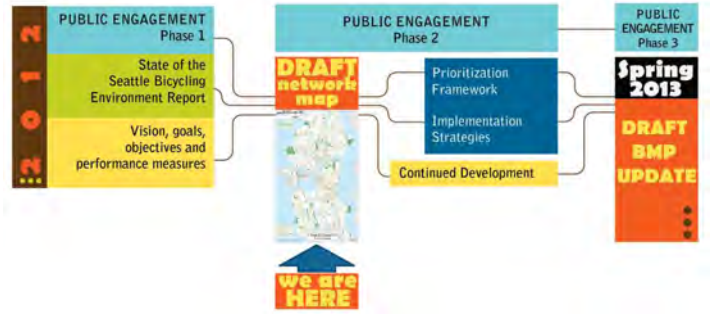 2012
PUBLIC ENGAGEMENT
Phase 1
State of the
Seattle Bicycling
Environment Report
Vision, goals,
objectives and
performance measures
PUBLIC ENGAGEMENT
Phase 2
DRAFT
network
map
Prioritization
Framework
Implementation
Strategies
Continued Development
we are
HERE
PUBLIC
ENGAGEMENT
Phase 3
Spring
2013
DRAFT
BMP
UPDATE